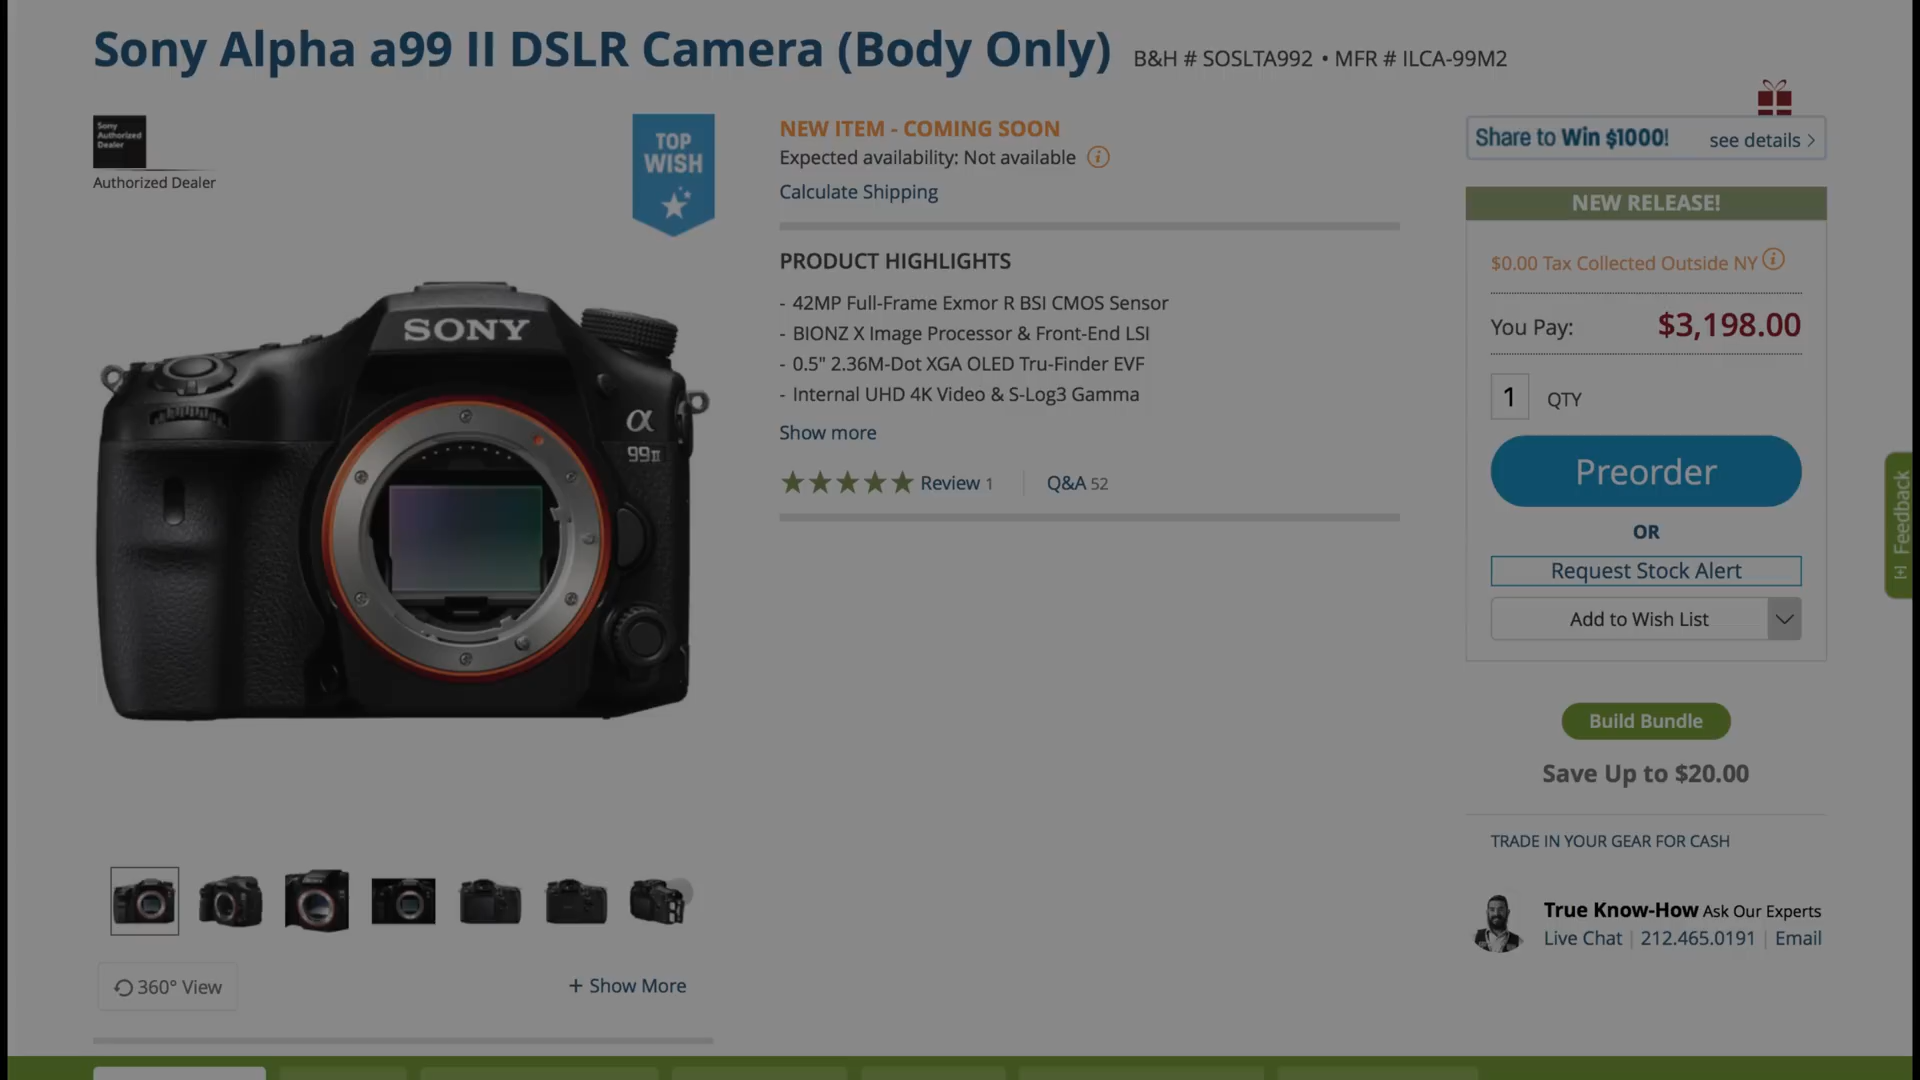 Sony Alpha a99 II DSLR Camera (Body Only) B&H # SOSLTA992 • MFR # ILCA-99M2
Sony
Authorized
Dealer
Authorized Dealer
TOP
WISH
NEW ITEM - COMING SOON
Expected availability: Not available
Calculate Shipping
PRODUCT HIGHLIGHTS
- 42MP Full-Frame Exmor R BSI CMOS Sensor
- BIONZ X Image Processor & Front-End LSI
- 0.5" 2.36M-Dot XGA OLED Tru-Finder EVF
- Internal UHD 4K Video & S-Log3 Gamma
Show more
Review 1
Q&A 52
SONY
α
99II
360° View
+ Show More
Share to Win $1000! see details >
NEW RELEASE!
$0.00 Tax Collected Outside NY
You Pay: $3,198.00
1 QTY
Preorder
OR
Request Stock Alert
Add to Wish List
Build Bundle
Save Up to $20.00
TRADE IN YOUR GEAR FOR CASH
True Know-How Ask Our Experts
Live Chat | 212.465.0191 | Email
[+] Feedback